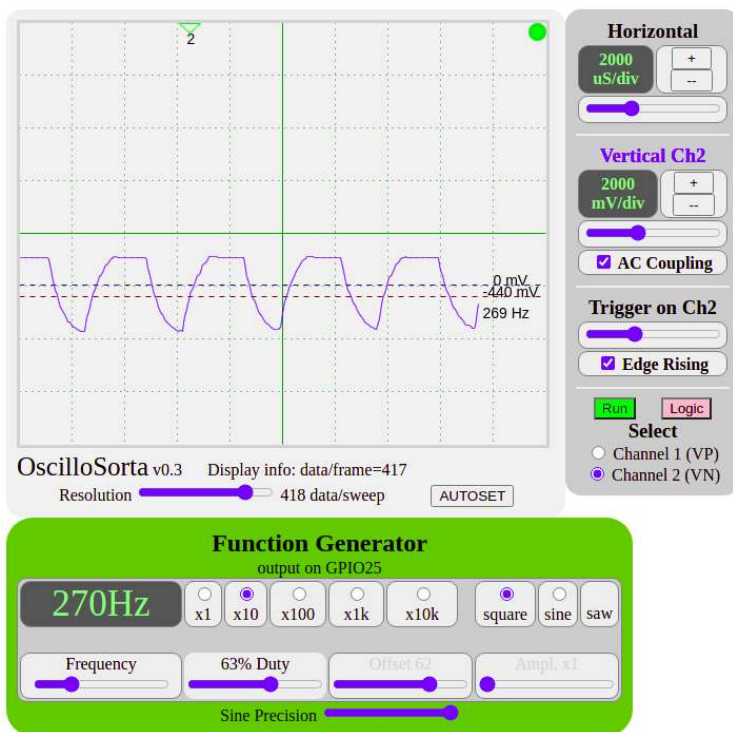 Horizontal
2000 uS/div
+
--
Vertical Ch2
2000 mV/div
+
--
AC Coupling
Trigger on Ch2
Edge Rising
Run Logic
Select
Channel 1 (VP)
Channel 2 (VN)
2
0 mV
-440 mV
269 Hz
OscilloSorta v0.3 Display info: data/frame=417
Resolution 418 data/sweep AUTOSET
Function Generator
output on GPIO25
270Hz x1 x10 x100 x1k x10k square sine saw
Frequency 63% Duty Offset 62 Ampl. x1
Sine Precision